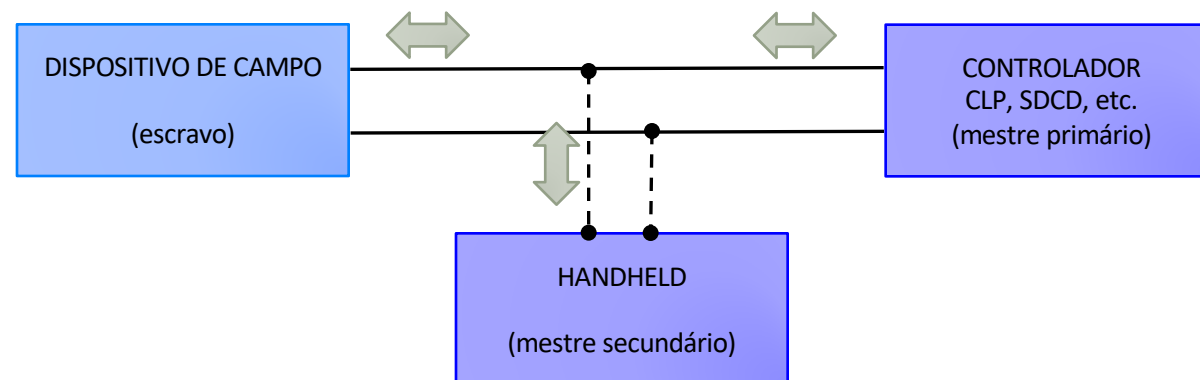 DISPOSITIVO DE CAMPO
(escravo)
CONTROLADOR
CLP, SDCD, etc.
(mestre primário)
HANDHELD
(mestre secundário)